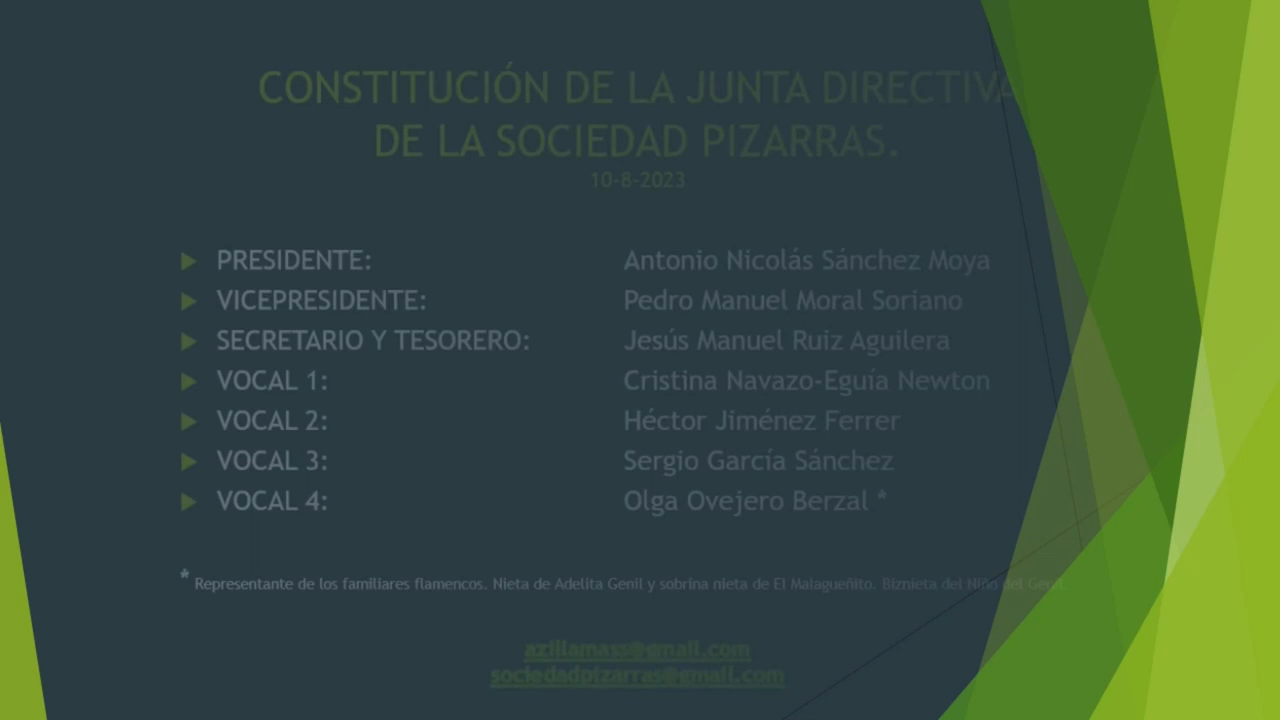 CONSTITUCIÓN DE LA JUNTA DIRECTIVA
DE LA SOCIEDAD PIZARRAS.
10-8-2023
PRESIDENTE: Antonio Nicolás Sánchez Moya
VICEPRESIDENTE: Pedro Manuel Moral Soriano
SECRETARIO Y TESORERO: Jesús Manuel Ruiz Aguilera
VOCAL 1: Cristina Navazo-Eguía Newton
VOCAL 2: Héctor Jiménez Ferrer
VOCAL 3: Sergio García Sánchez
VOCAL 4: Olga Ovejero Berzal *
* Representante de los familiares flamencos. Nieta de Adelita Genil y sobrina nieta de El Malagueñito. Biznieta del Niño del Genil.
sociedadpizarras@gmail.com